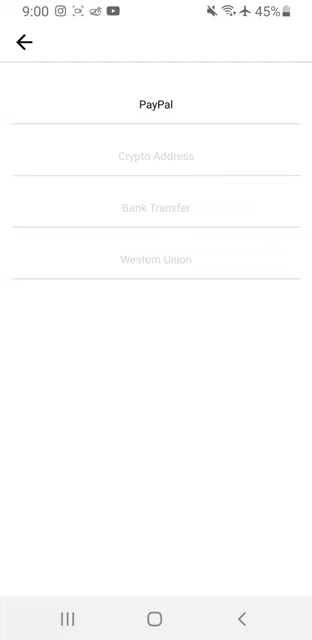 9:00
45%
PayPal
Crypto Address
Bank Transfer
Western Union